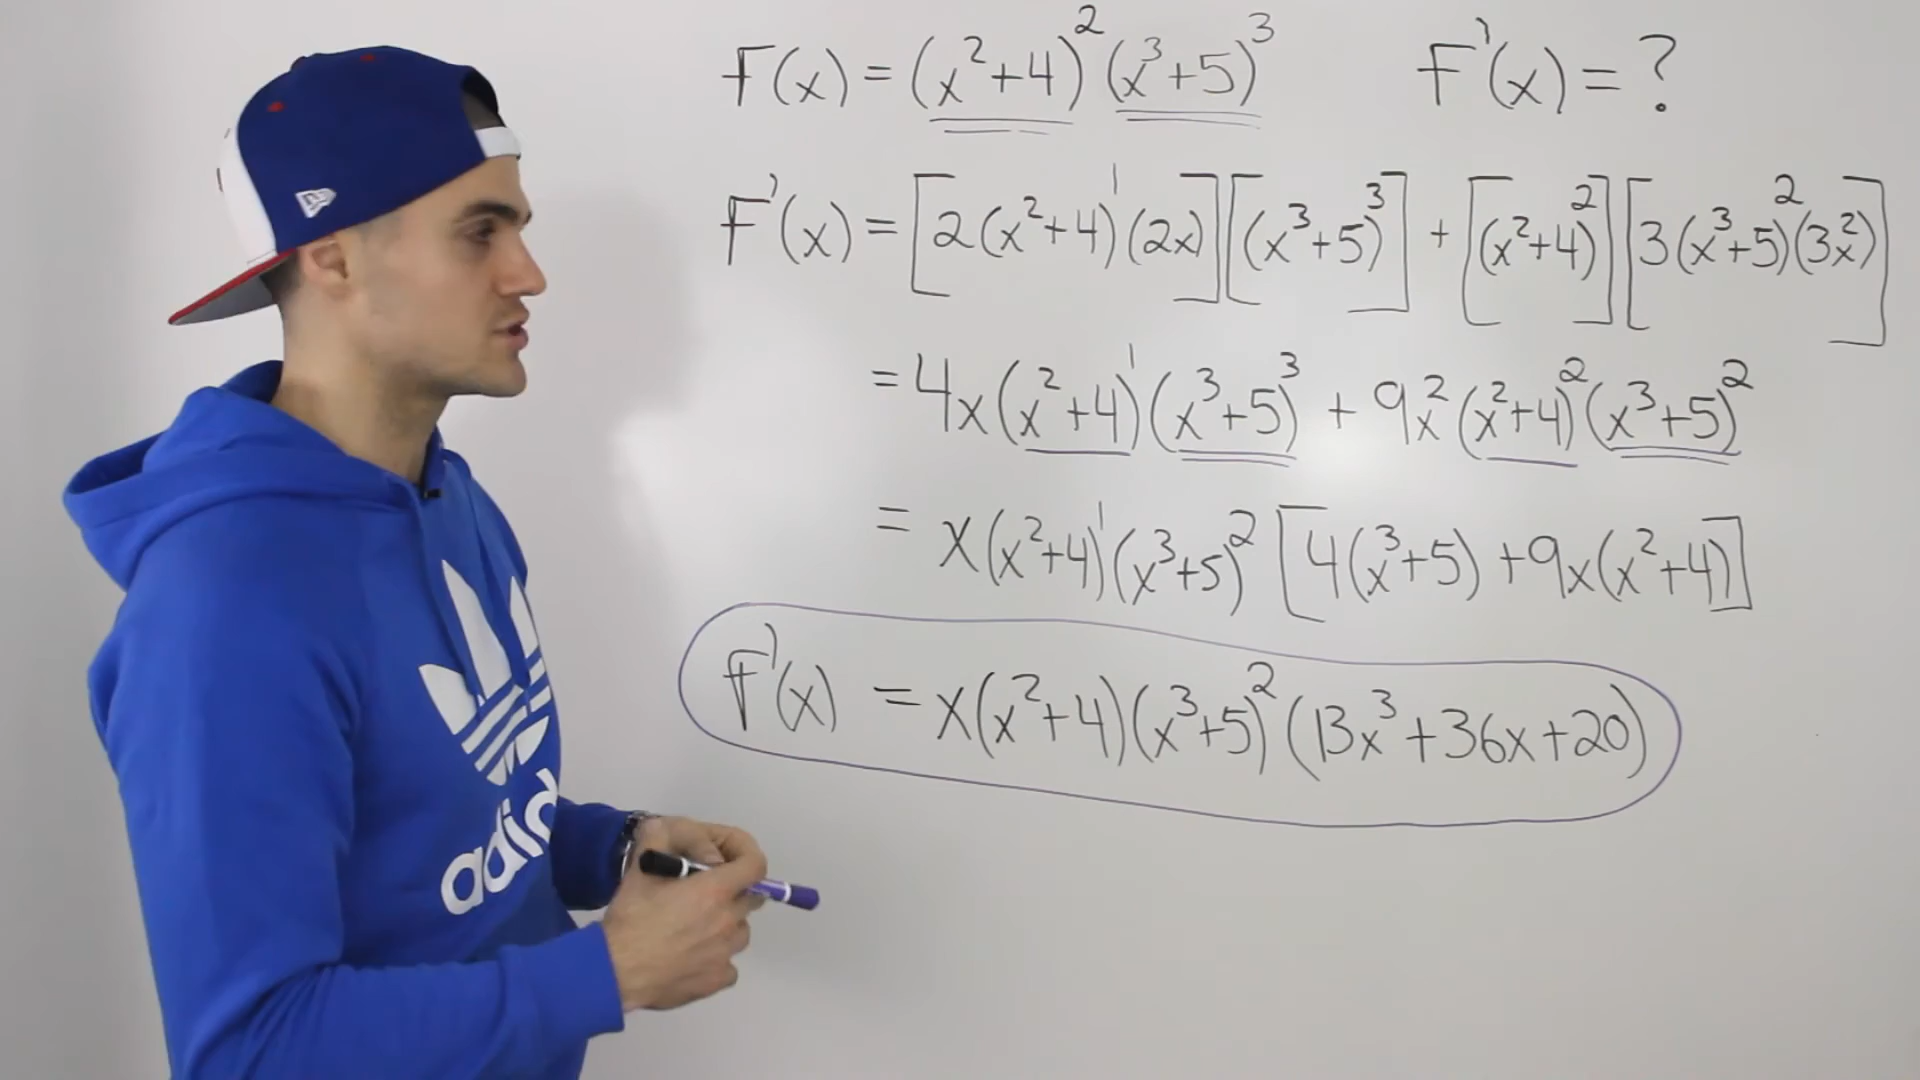 F(x) = (x²+4)² (x³+5)³ F'(x) = ?
F'(x) = [2(x²+4)¹(2x)][(x³+5)³] + [(x²+4)²][3(x³+5)²(3x²)]
= 4x(x²+4)¹(x³+5)³ + 9x²(x²+4)²(x³+5)²
= x(x²+4)¹(x³+5)² [4(x³+5) + 9x(x²+4)]
F'(x) = x(x²+4)(x³+5)²(13x³+36x+20)
adid